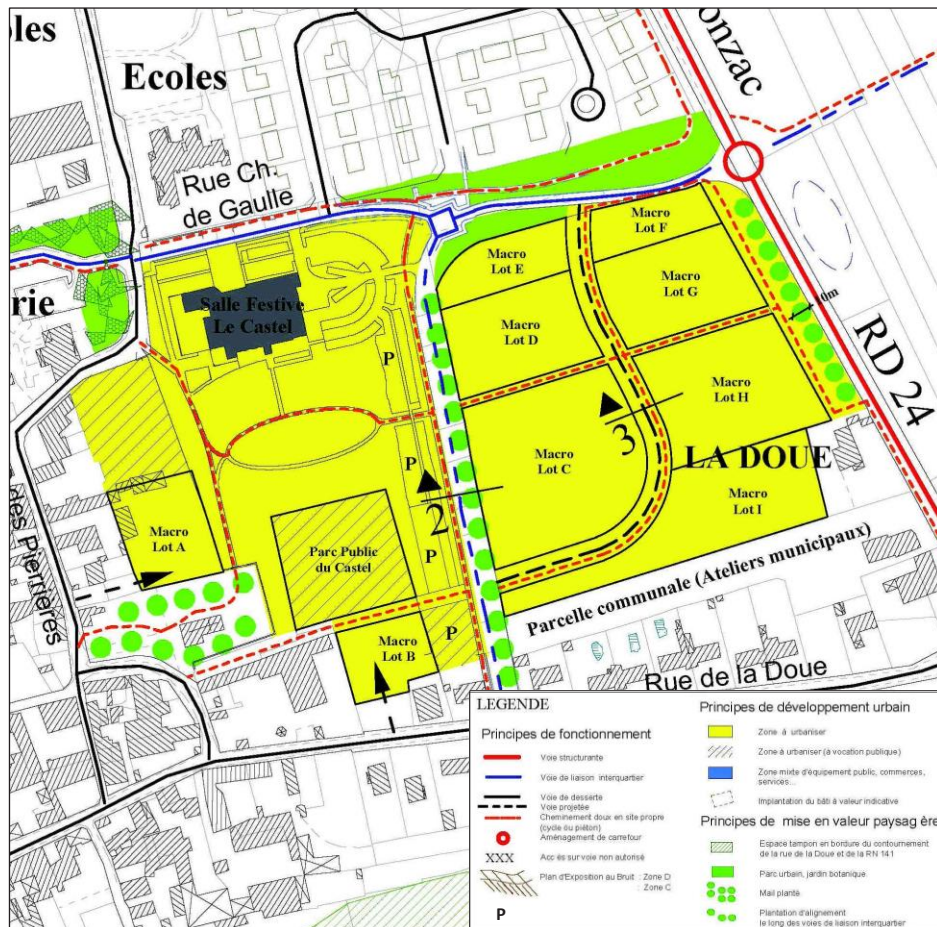 oles
Ecoles
onzac
Rue Ch.
de Gaulle
Macro
Lot F
Macro
Lot E
Macro
Lot G
rie
Salle Festive
Le Castel
10m
Macro
Lot D
P
RD 24
Macro
Lot H
3
Macro
Lot C
LA DOUE
P
2
Macro
Lot I
des Pierrières
Macro
Lot A
Parc Public
du Castel
P
Parcelle communale (Ateliers municipaux)
P
Macro
Lot B
Rue de la Doue
LEGENDE
Principes de fonctionnement
Voie structurante
Voie de liaison interquartier
Voie de desserte
Voie projetée
Cheminement doux en site propre
(cycle ou piéton)
Aménagement de carrefour
XXX Accès sur voie non autorisé
Plan d'Exposition au Bruit : Zone D
: Zone C
P
Principes de développement urbain
Zone à urbaniser
Zone à urbaniser (à vocation publique)
Zone mixte d'équipement public, commerces,
services...
Implantation du bâti à valeur indicative
Principes de mise en valeur paysagère
Espace tampon en bordure du contournement
de la rue de la Doue et de la RN 141
Parc urbain, jardin botanique
Mail planté
Plantation d'alignement
le long des voies de liaison interquartier